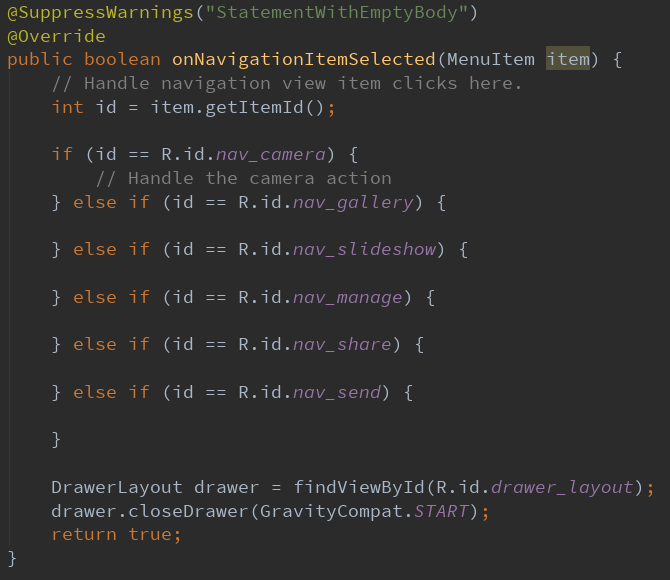 @SuppressWarnings("StatementWithEmptyBody")
@Override
public boolean onNavigationItemSelected(MenuItem item) {
    // Handle navigation view item clicks here.
    int id = item.getItemId();

    if (id == R.id.nav_camera) {
        // Handle the camera action
    } else if (id == R.id.nav_gallery) {

    } else if (id == R.id.nav_slideshow) {

    } else if (id == R.id.nav_manage) {

    } else if (id == R.id.nav_share) {

    } else if (id == R.id.nav_send) {

    }

    DrawerLayout drawer = findViewById(R.id.drawer_layout);
    drawer.closeDrawer(GravityCompat.START);
    return true;
}